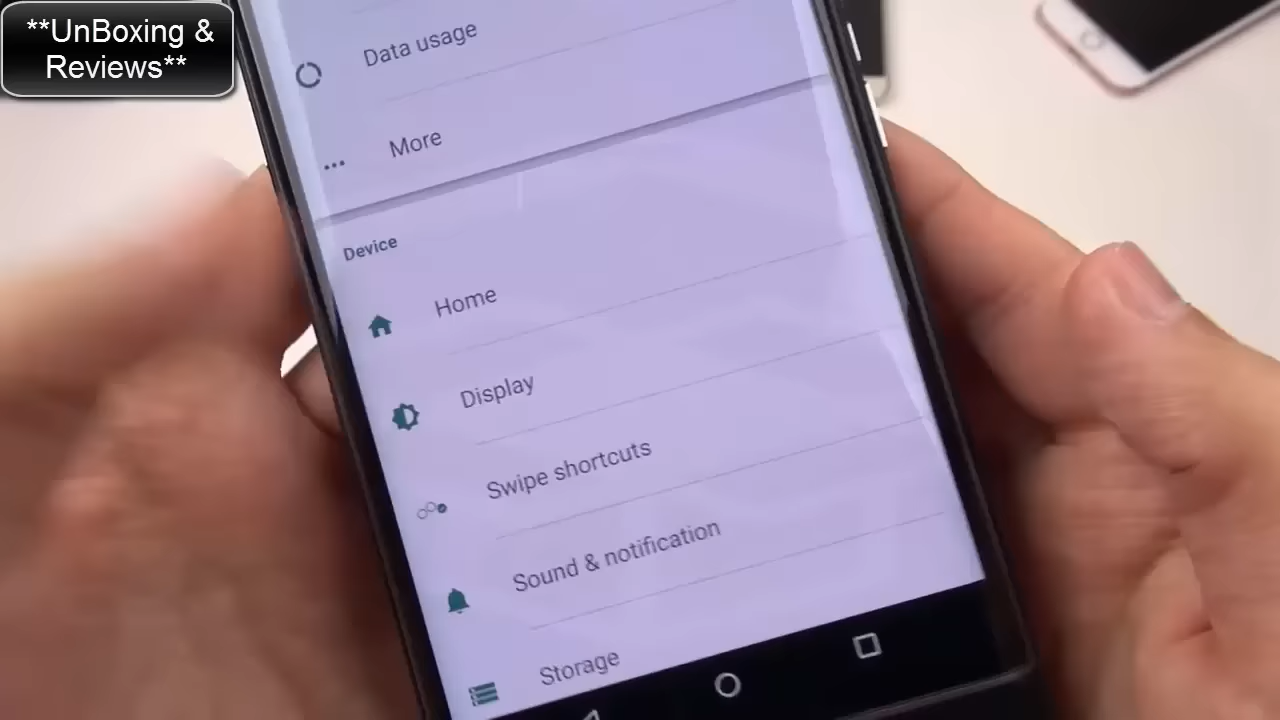 **UnBoxing &
Reviews**
Data usage
More
Device
Home
Display
Swipe shortcuts
Sound & notification
Storage